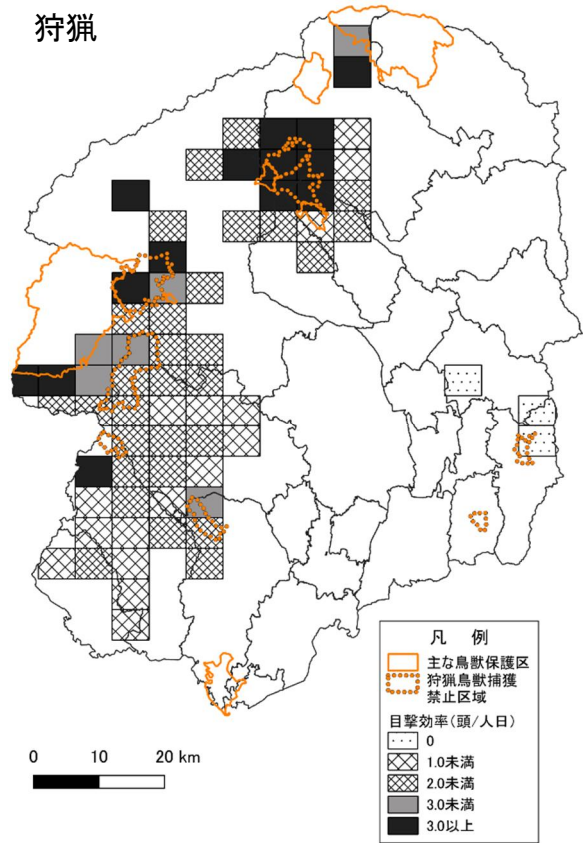 狩猟
凡　例
主な鳥獣保護区
狩猟鳥獣捕獲
禁止区域
目撃効率(頭/人日)
0
1.0未満
2.0未満
3.0未満
3.0以上
0 10 20 km